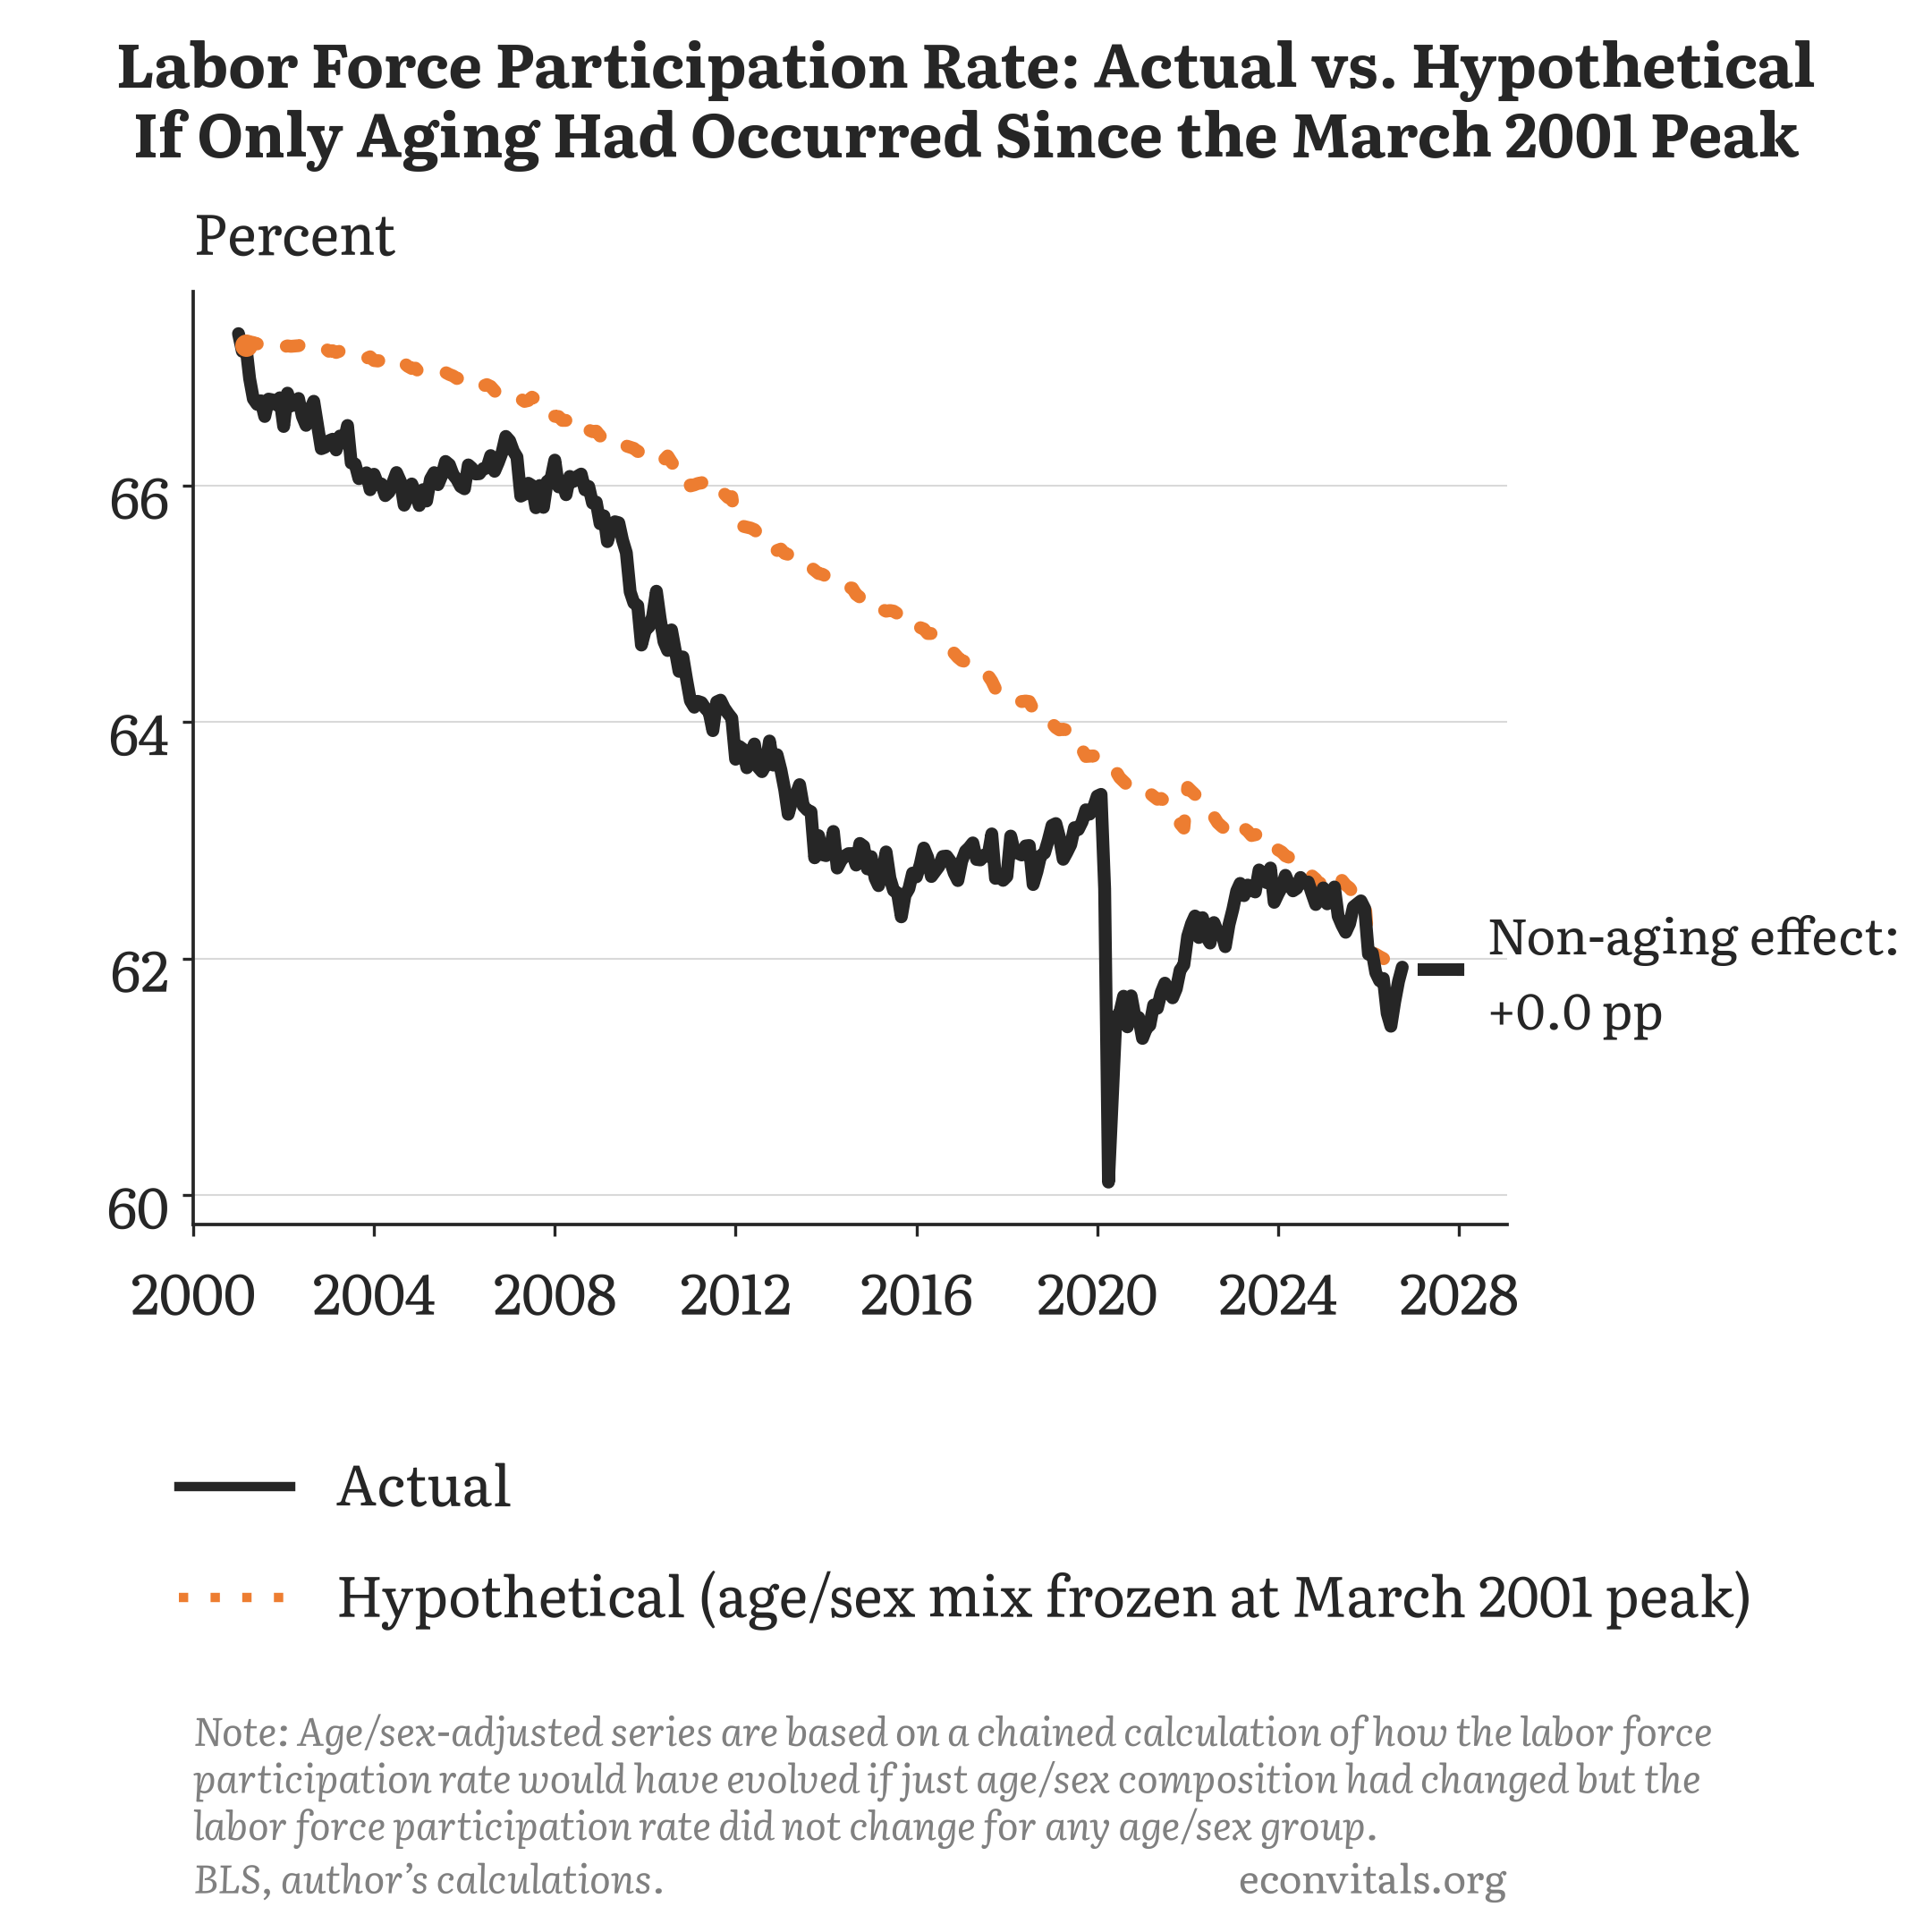 Labor Force Participation Rate: Actual vs. Hypothetical
If Only Aging Had Occurred Since the March 2001 Peak
Percent
66
64
62
60
Non-aging effect:
+0.0 pp
2000 2004 2008 2012 2016 2020 2024 2028
Actual
Hypothetical (age/sex mix frozen at March 2001 peak)
Note: Age/sex-adjusted series are based on a chained calculation of how the labor force
participation rate would have evolved if just age/sex composition had changed but the
labor force participation rate did not change for any age/sex group.
BLS, author’s calculations. econvitals.org